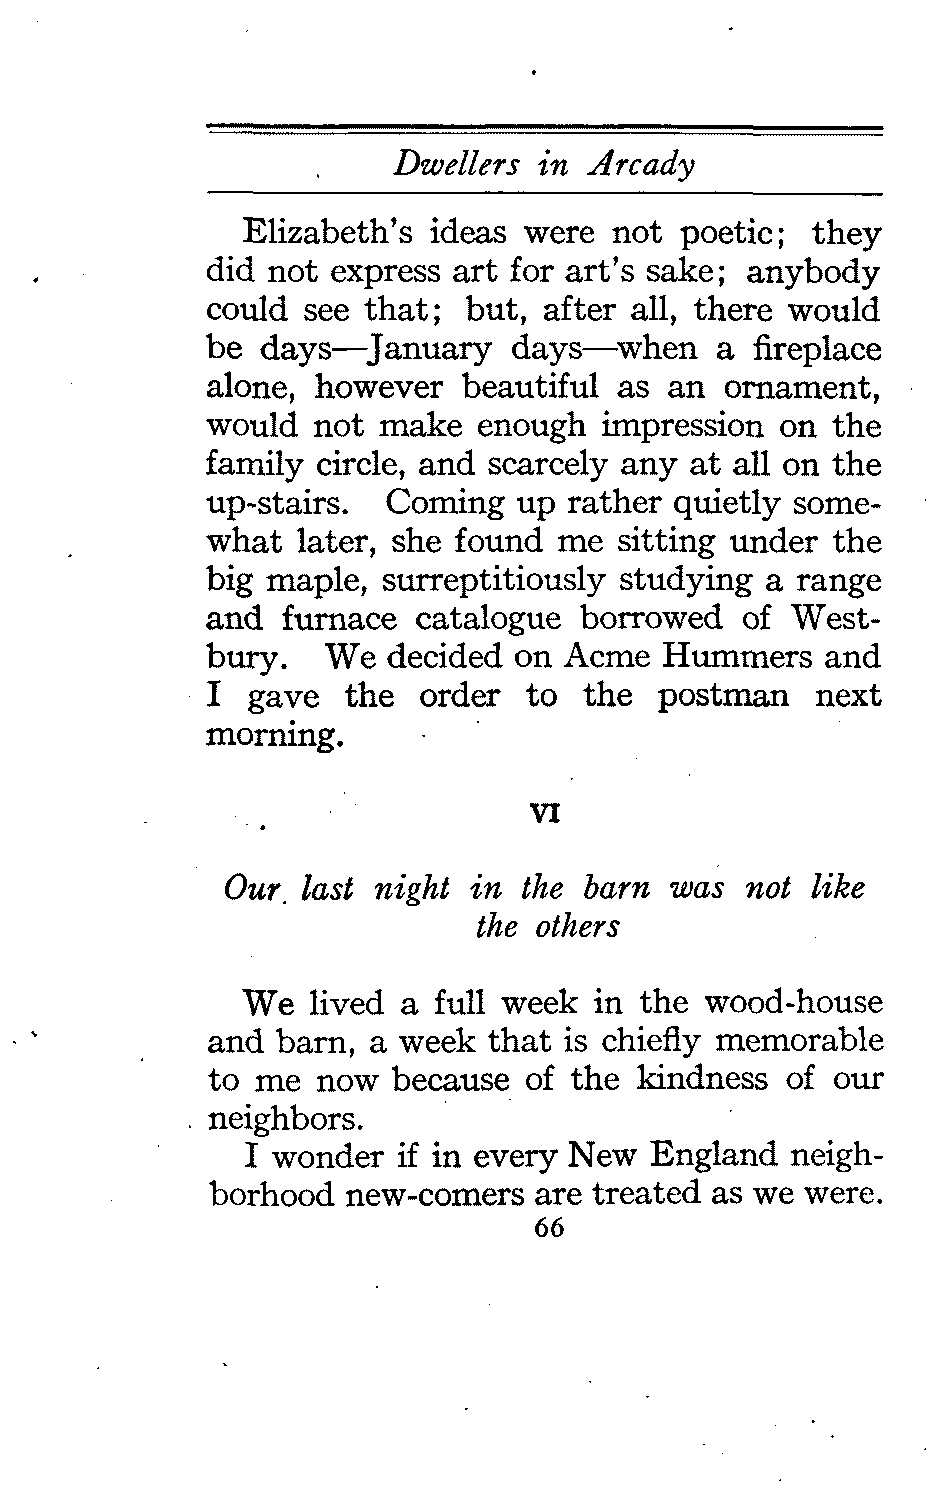 Dwellers in Arcady
Elizabeth's ideas were not poetic; they
did not express art for art's sake; anybody
could see that; but, after all, there would
be days—January days—when a fireplace
alone, however beautiful as an ornament,
would not make enough impression on the
family circle, and scarcely any at all on the
up-stairs. Coming up rather quietly some-
what later, she found me sitting under the
big maple, surreptitiously studying a range
and furnace catalogue borrowed of West-
bury. We decided on Acme Hummers and
I gave the order to the postman next
morning.
VI
Our last night in the barn was not like
the others
We lived a full week in the wood-house
and barn, a week that is chiefly memorable
to me now because of the kindness of our
neighbors.
I wonder if in every New England neigh-
borhood new-comers are treated as we were.
66